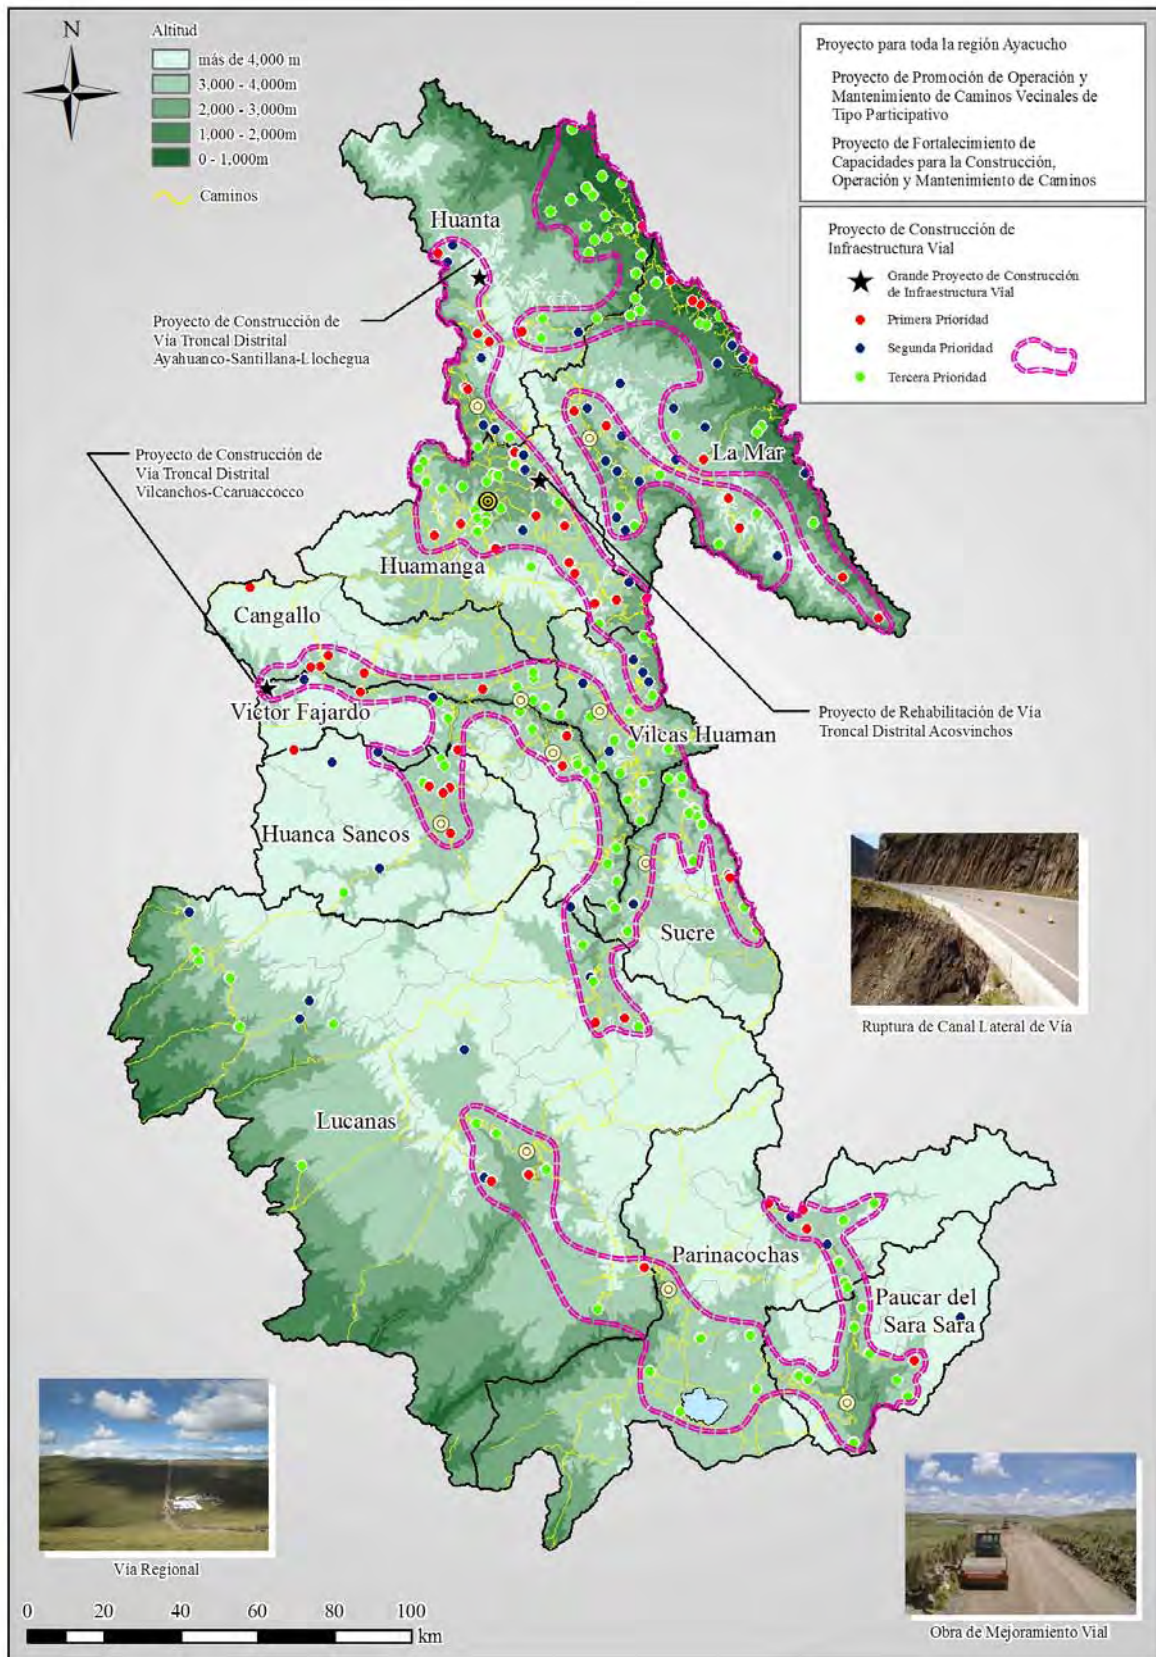 N
Altitud
más de 4,000 m
3,000 - 4,000m
2,000 - 3,000m
1,000 - 2,000m
0 - 1,000m
Caminos
Proyecto para toda la región Ayacucho
Proyecto de Promoción de Operación y
Mantenimiento de Caminos Vecinales de
Tipo Participativo
Proyecto de Fortalecimiento de
Capacidades para la Construcción,
Operación y Mantenimiento de Caminos
Proyecto de Construcción de
Infraestructura Vial
Grande Proyecto de Construcción
de Infraestructura Vial
Primera Prioridad
Segunda Prioridad
Tercera Prioridad
Huanta
Proyecto de Construcción de
Vía Troncal Distrital
Ayahuanco-Santillana-Llochegua
La Mar
Proyecto de Construcción de
Vía Troncal Distrital
Vilcanchos-Ccaruaccocco
Huamanga
Cangallo
Victor Fajardo
Vilcas Huaman
Proyecto de Rehabilitación de Vía
Troncal Distrital Acosvinchos
Huanca Sancos
Sucre
Ruptura de Canal Lateral de Vía
Lucanas
Parinacochas
Paucar del
Sara Sara
Vía Regional
Obra de Mejoramiento Vial
0 20 40 60 80 100
km